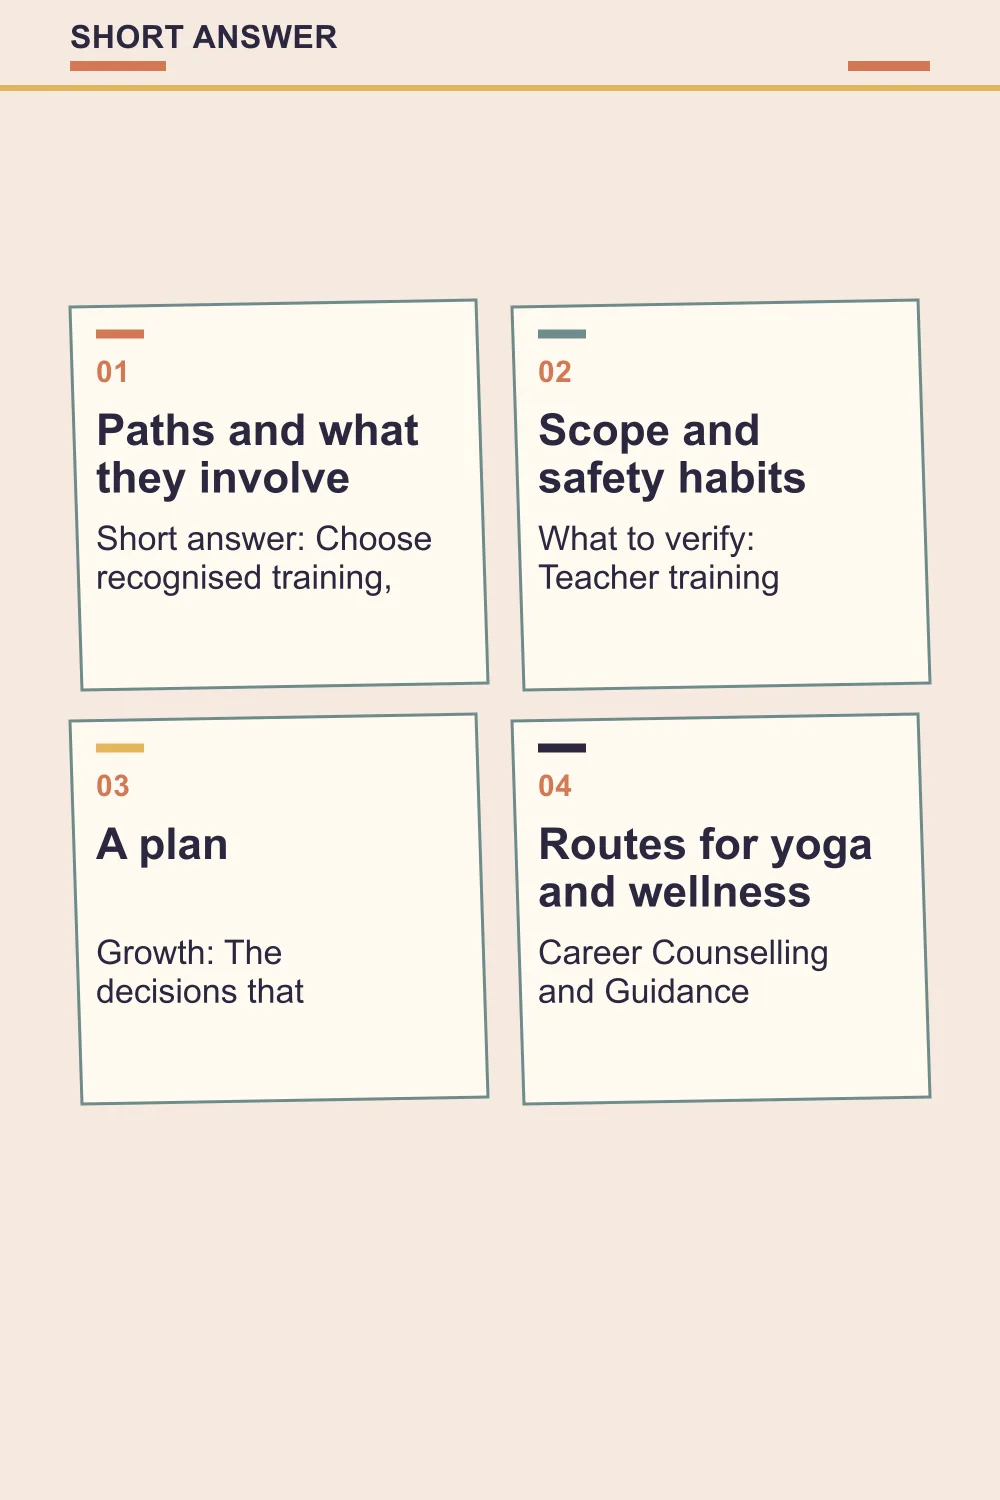 SHORT ANSWER
01
Paths and what
they involve
Short answer: Choose
recognised training,
02
Scope and
safety habits
What to verify:
Teacher training
03
A plan
Growth: The
decisions that
04
Routes for yoga
and wellness
Career Counselling
and Guidance